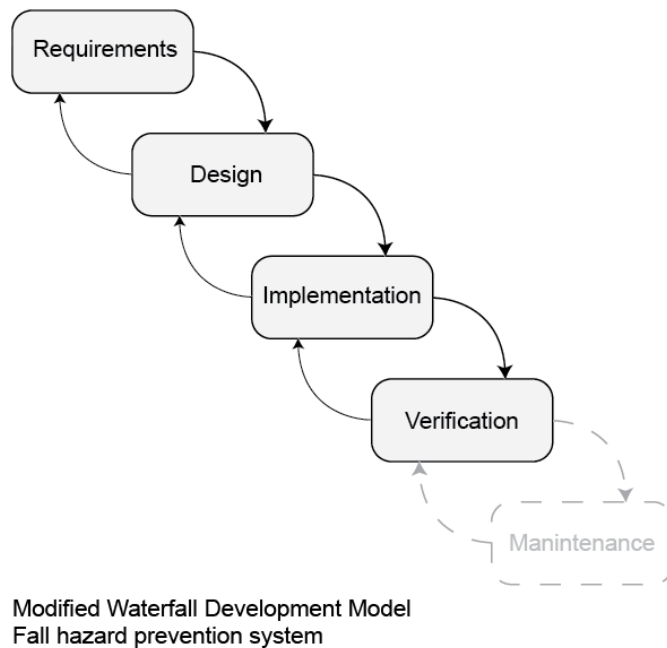 Requirements
Design
Implementation
Verification
Manintenance
Modified Waterfall Development Model
Fall hazard prevention system